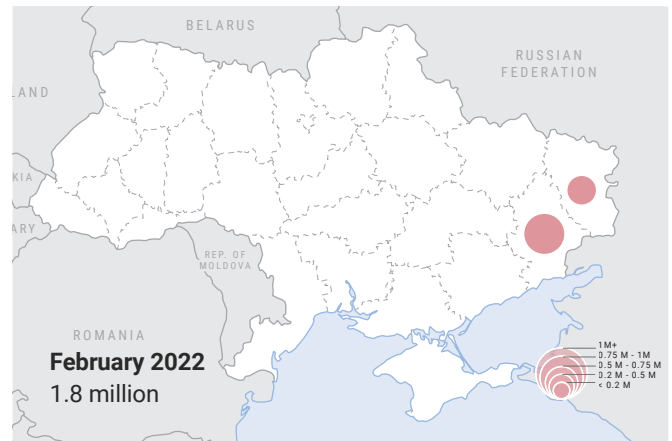 BELARUS
RUSSIAN
FEDERATION
LAND
KIA
ARY
REP. OF
MOLDOVA
ROMANIA
February 2022
1.8 million
1M+
0.75 M - 1M
0.5 M - 0.75 M
0.2 M - 0.5 M
< 0.2 M